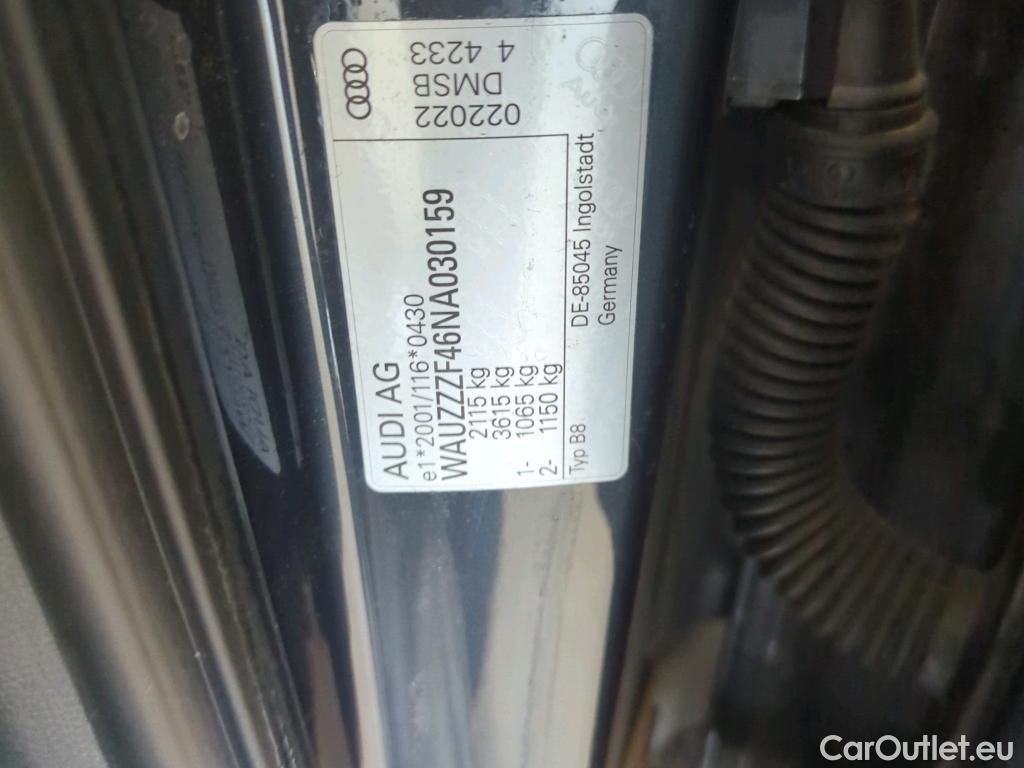 AUDI AG
e1*2001/116*0430
WAUZZZF46NA030159
2115 kg
3615 kg
1- 1065 kg
2- 1150 kg
Typ B8
DE-85045 Ingolstadt
Germany
022022
DMSB
4 4233
CarOutlet.eu